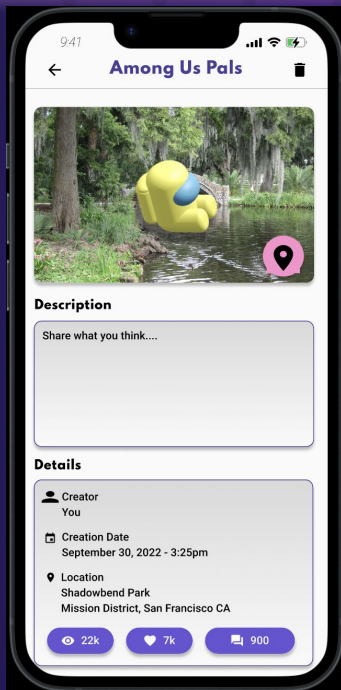 9:41
Among Us Pals
Description
Share what you think....
Details
Creator
You
Creation Date
September 30, 2022 - 3:25pm
Location
Shadowbend Park
Mission District, San Francisco CA
22k
7k
900